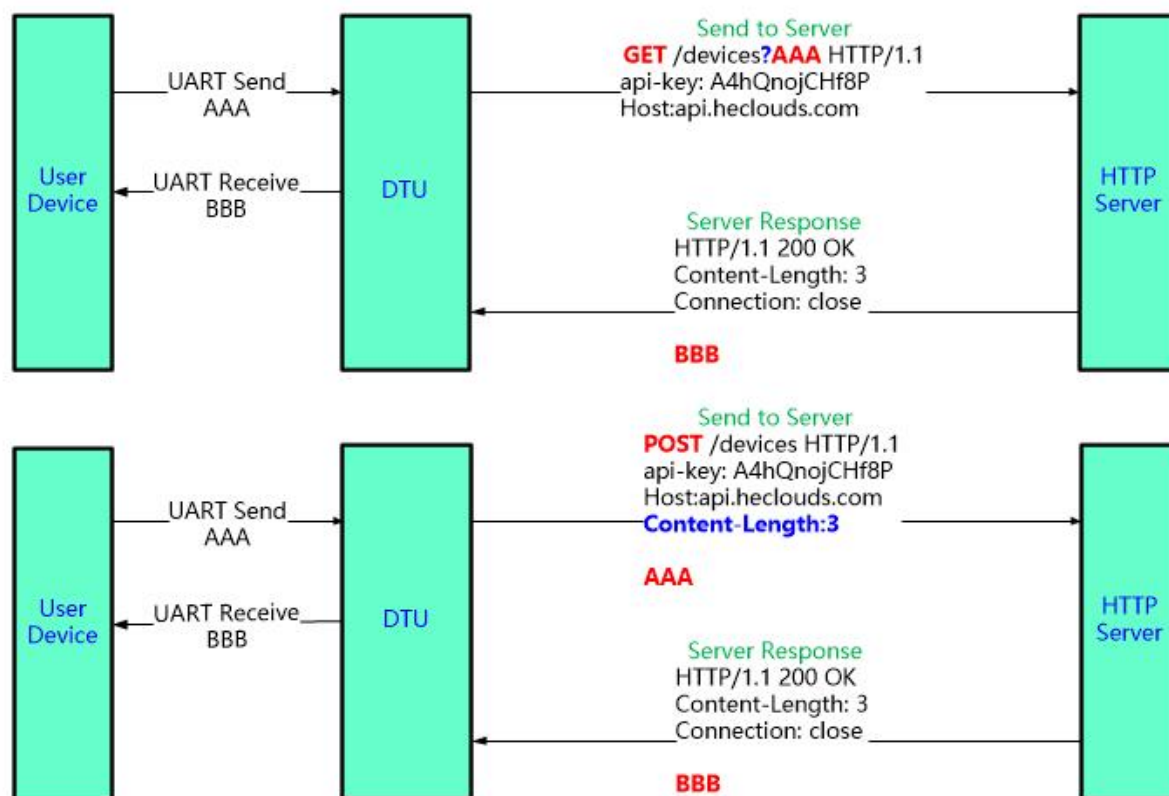 Send to Server
GET /devices?AAA HTTP/1.1
api-key: A4hQnojCHf8P
Host:api.heclouds.com
UART Send
AAA
User
Device
UART Receive
BBB
DTU
HTTP
Server
Server Response
HTTP/1.1 200 OK
Content-Length: 3
Connection: close
BBB
Send to Server
POST /devices HTTP/1.1
api-key: A4hQnojCHf8P
Host:api.heclouds.com
Content-Length:3
AAA
UART Send
AAA
User
Device
UART Receive
BBB
DTU
HTTP
Server
Server Response
HTTP/1.1 200 OK
Content-Length: 3
Connection: close
BBB